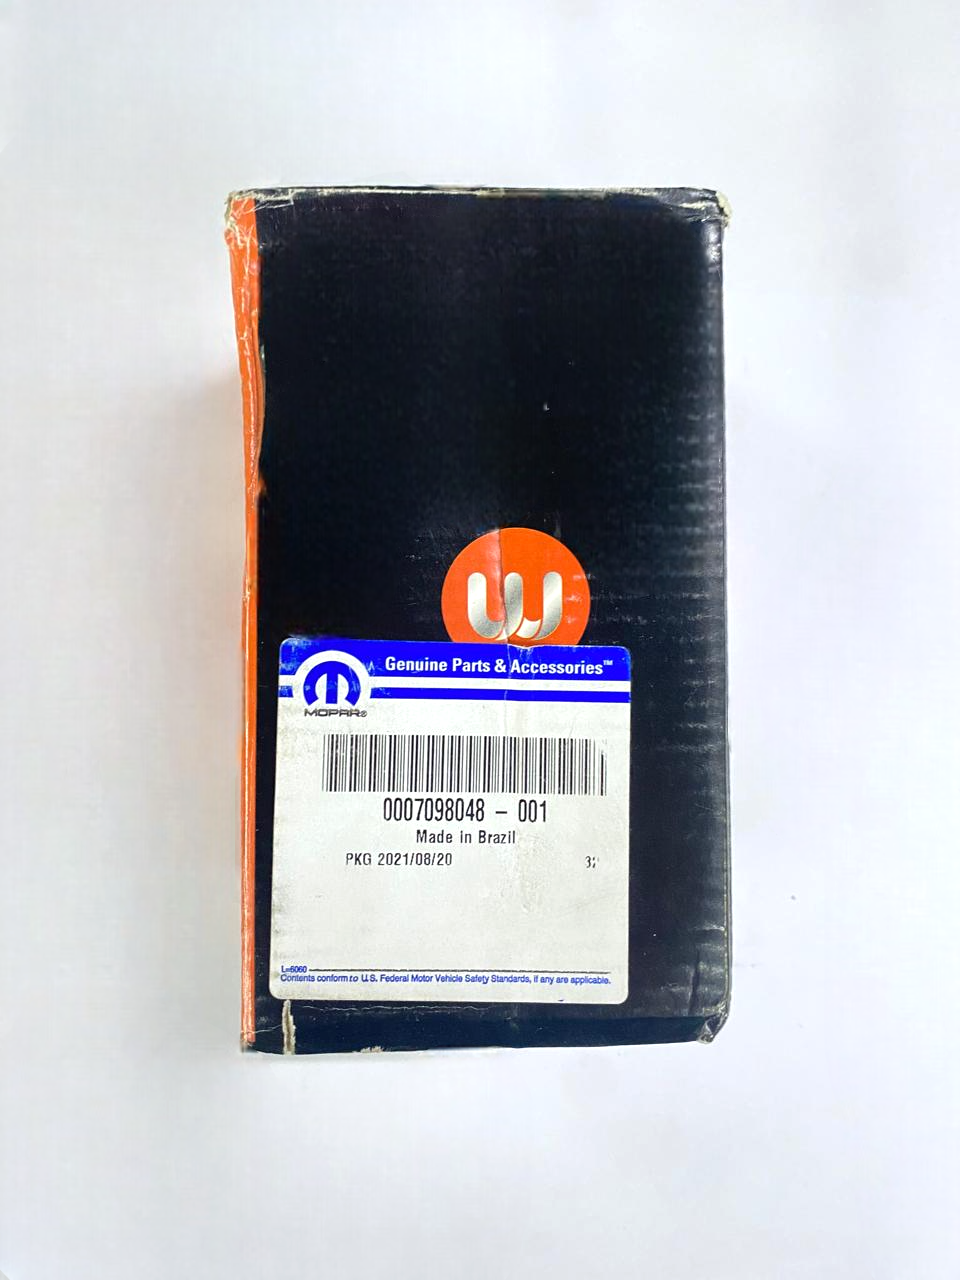 Genuine Parts & Accessories™
MOPAR®
0007098048 - 001
Made in Brazil
PKG 2021/08/20
L=6060
Contents conform to U.S. Federal Motor Vehicle Safety Standards, if any are applicable.